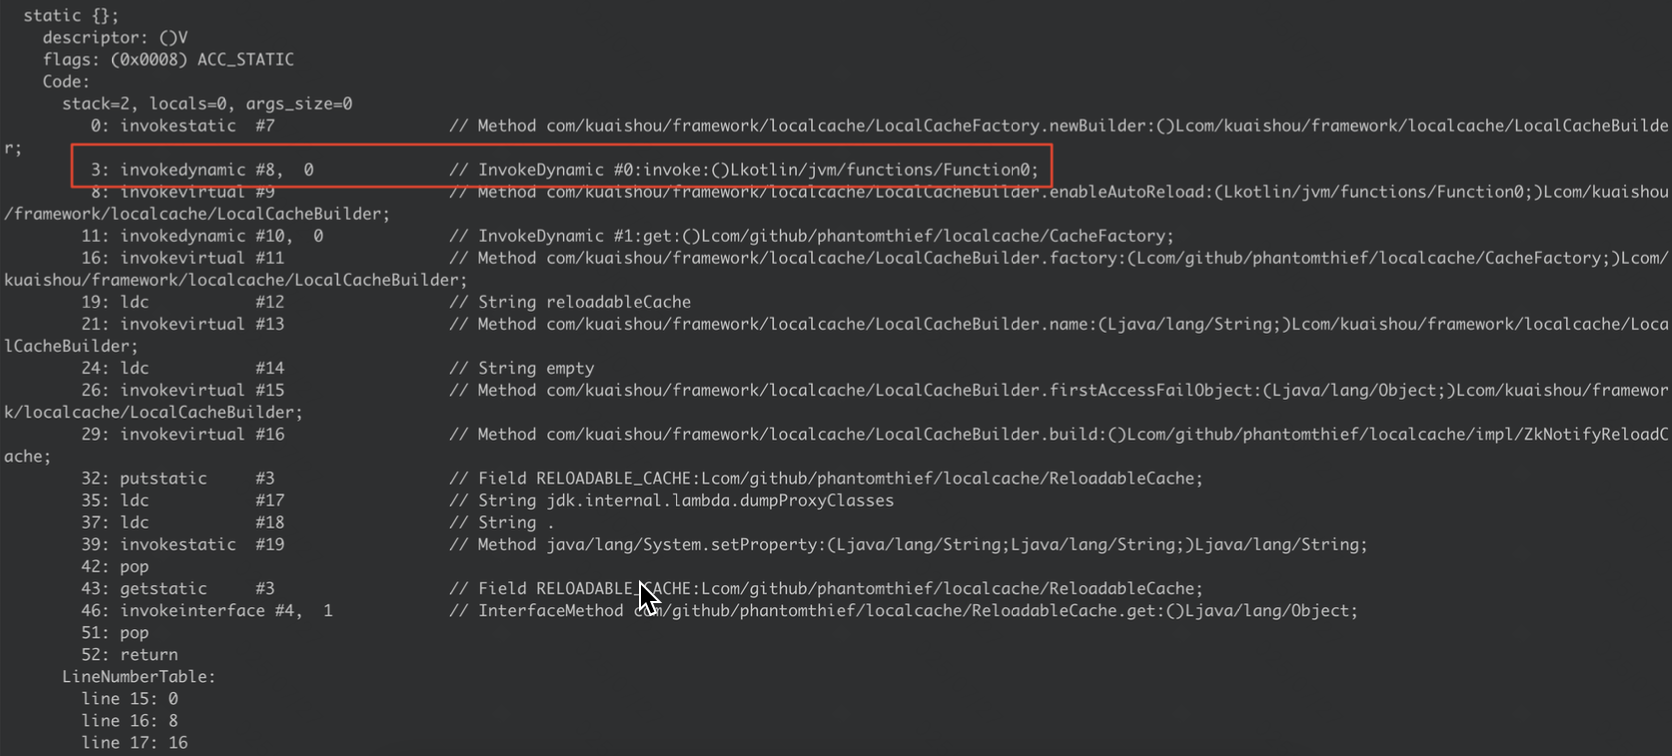 static {};
descriptor: ()V
flags: (0x0008) ACC_STATIC
Code:
stack=2, locals=0, args_size=0
0: invokestatic  #7                  // Method com/kuaishou/framework/localcache/LocalCacheFactory.newBuilder:()Lcom/kuaishou/framework/localcache/LocalCacheBuilde
r;
3: invokedynamic #8,  0              // InvokeDynamic #0:invoke:()Lkotlin/jvm/functions/Function0;
8: invokevirtual #9                  // Method com/kuaishou/framework/localcache/LocalCacheBuilder.enableAutoReload:(Lkotlin/jvm/functions/Function0;)Lcom/kuaishou
/framework/localcache/LocalCacheBuilder;
11: invokedynamic #10,  0             // InvokeDynamic #1:get:()Lcom/github/phantomthief/localcache/CacheFactory;
16: invokevirtual #11                 // Method com/kuaishou/framework/localcache/LocalCacheBuilder.factory:(Lcom/github/phantomthief/localcache/CacheFactory;)Lcom/
kuaishou/framework/localcache/LocalCacheBuilder;
19: ldc           #12                 // String reloadableCache
21: invokevirtual #13                 // Method com/kuaishou/framework/localcache/LocalCacheBuilder.name:(Ljava/lang/String;)Lcom/kuaishou/framework/localcache/Loca
lCacheBuilder;
24: ldc           #14                 // String empty
26: invokevirtual #15                 // Method com/kuaishou/framework/localcache/LocalCacheBuilder.firstAccessFailObject:(Ljava/lang/Object;)Lcom/kuaishou/framewor
k/localcache/LocalCacheBuilder;
29: invokevirtual #16                 // Method com/kuaishou/framework/localcache/LocalCacheBuilder.build:()Lcom/github/phantomthief/localcache/impl/ZkNotifyReloadC
ache;
32: putstatic     #3                  // Field RELOADABLE_CACHE:Lcom/github/phantomthief/localcache/ReloadableCache;
35: ldc           #17                 // String jdk.internal.lambda.dumpProxyClasses
37: ldc           #18                 // String .
39: invokestatic  #19                 // Method java/lang/System.setProperty:(Ljava/lang/String;Ljava/lang/String;)Ljava/lang/String;
42: pop
43: getstatic     #3                  // Field RELOADABLE_CACHE:Lcom/github/phantomthief/localcache/ReloadableCache;
46: invokeinterface #4,  1            // InterfaceMethod com/github/phantomthief/localcache/ReloadableCache.get:()Ljava/lang/Object;
51: pop
52: return
LineNumberTable:
line 15: 0
line 16: 8
line 17: 16